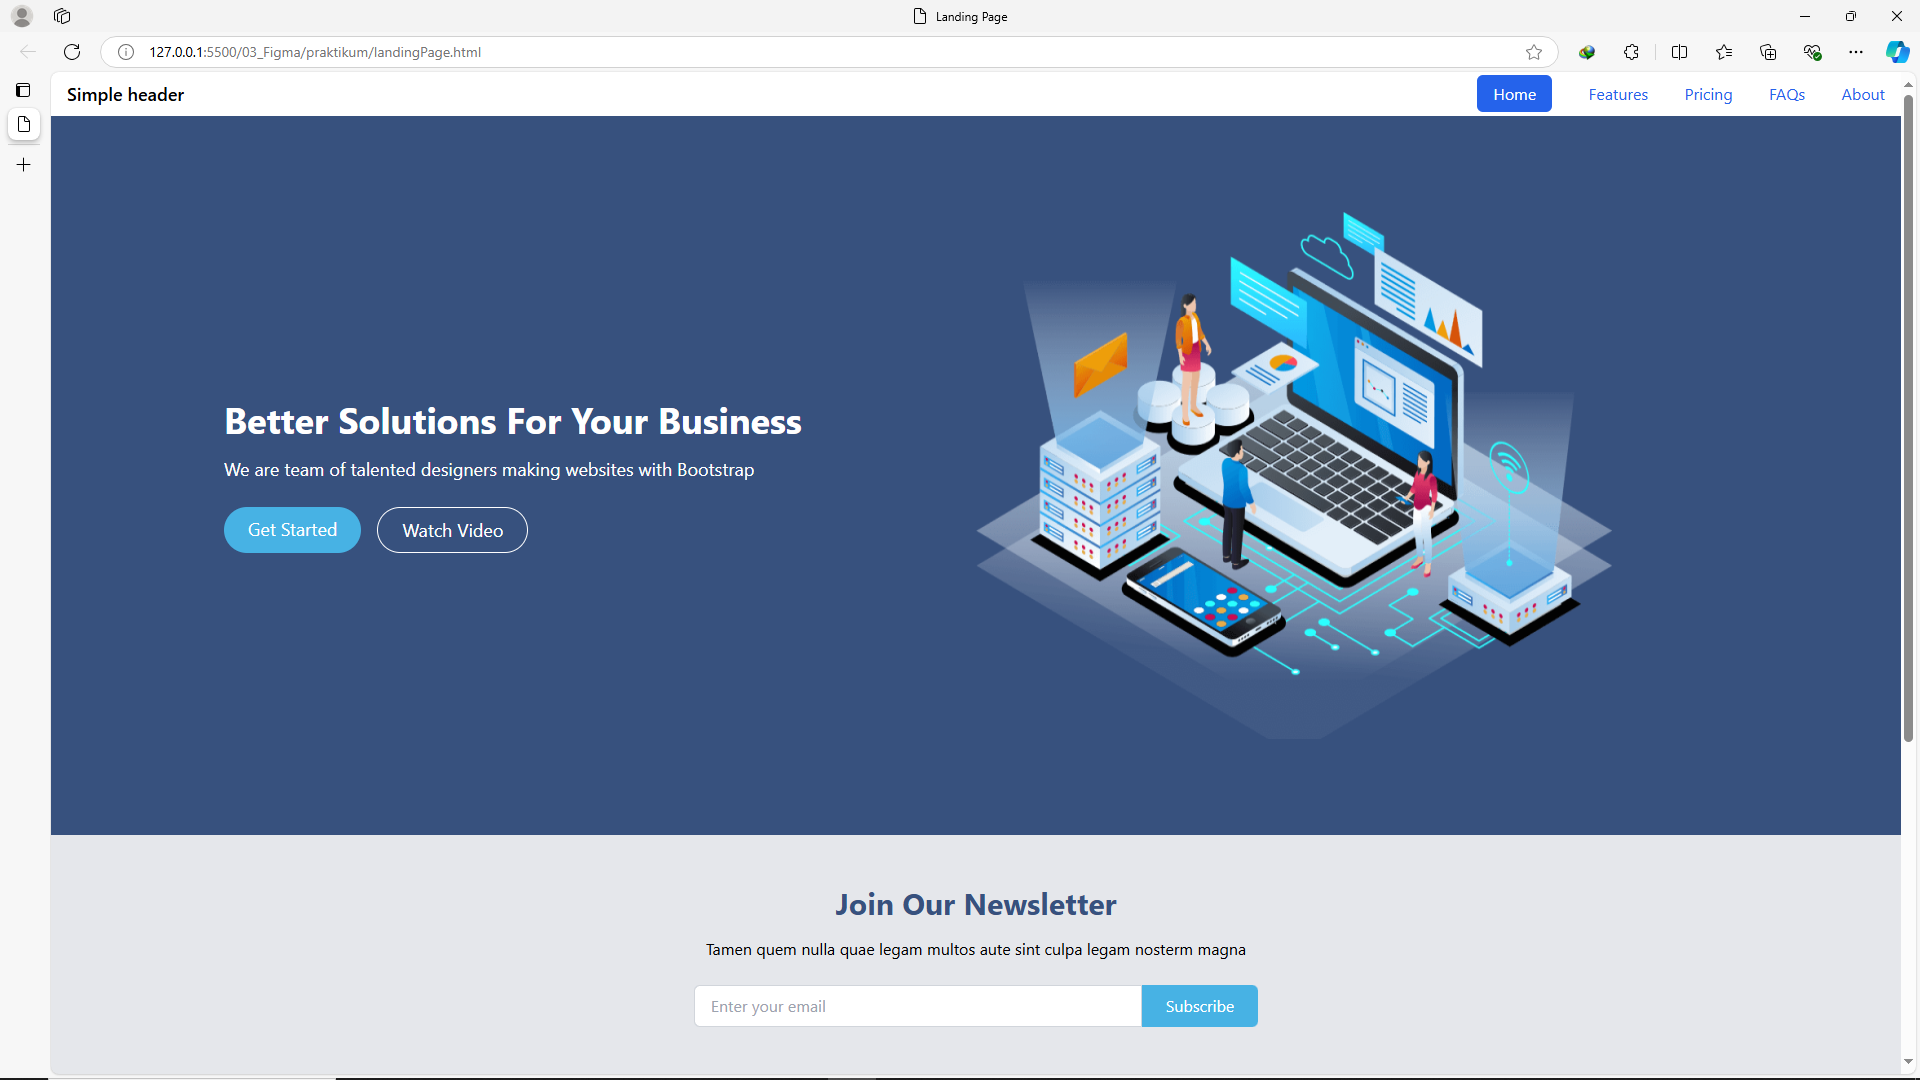 Landing Page
127.0.0.1:5500/03_Figma/praktikum/landingPage.html
Simple header
Home Features Pricing FAQs About
Better Solutions For Your Business
We are team of talented designers making websites with Bootstrap
Get Started Watch Video
Join Our Newsletter
Tamen quem nulla quae legam multos aute sint culpa legam nosterm magna
Enter your email Subscribe